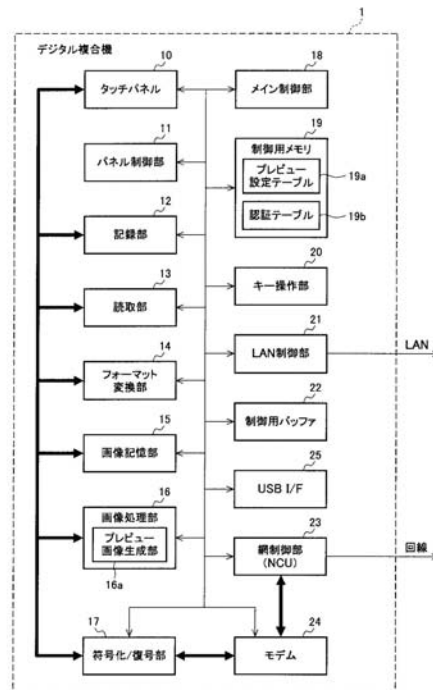 1
デジタル複合機
10
タッチパネル
18
メイン制御部
11
パネル制御部
19
制御用メモリ
プレビュー
設定テーブル
19a
認証テーブル
19b
12
記録部
20
キー操作部
13
読取部
21
LAN制御部
LAN
14
フォーマット
変換部
22
制御用バッファ
15
画像記憶部
25
USB I/F
16
画像処理部
プレビュー
画像生成部
16a
23
網制御部
(NCU)
回線
17
符号化/復号部
24
モデム